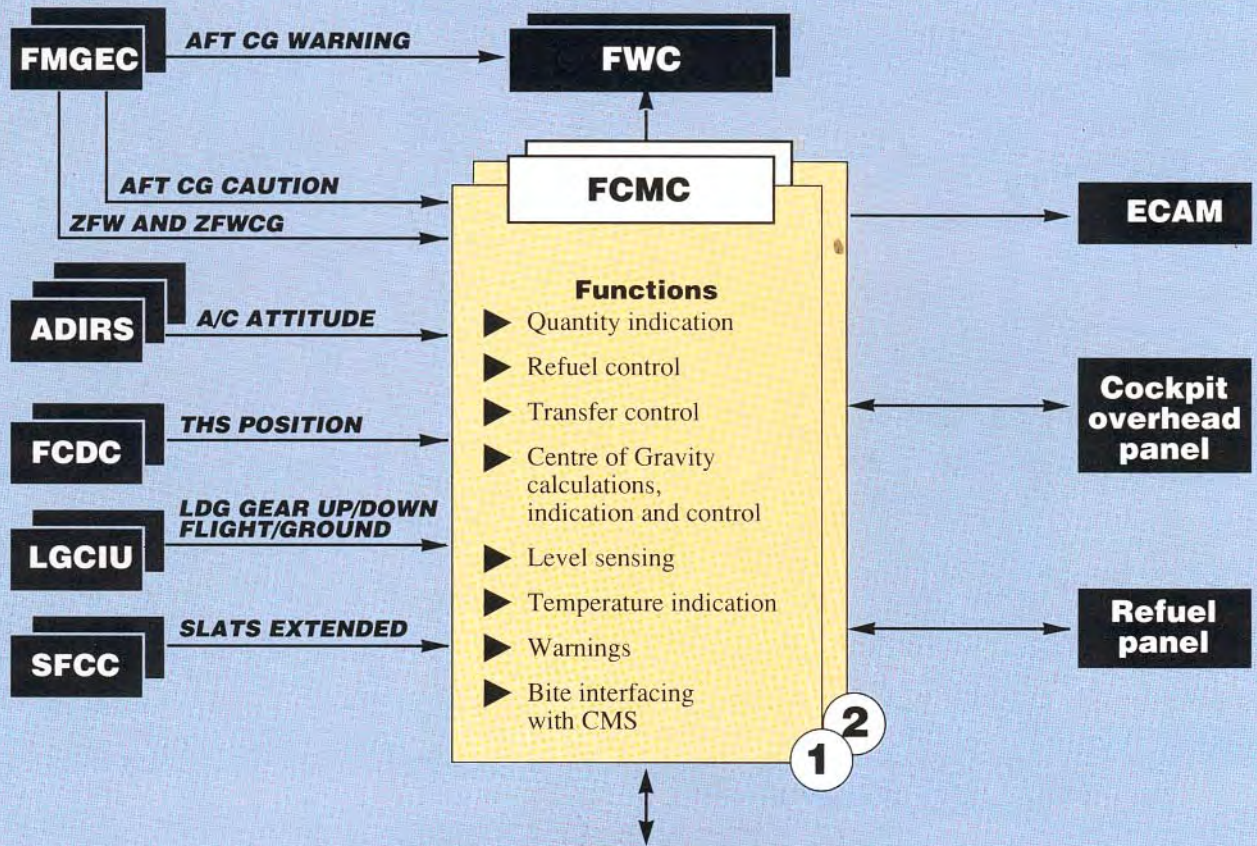 FMGEC
AFT CG WARNING
FWC
AFT CG CAUTION
ZFW AND ZFWCG
FCMC
ECAM
ADIRS
A/C ATTITUDE
FCDC
THS POSITION
LGCIU
LDG GEAR UP/DOWN
FLIGHT/GROUND
SFCC
SLATS EXTENDED
Functions
Quantity indication
Refuel control
Transfer control
Centre of Gravity
calculations,
indication and control
Level sensing
Temperature indication
Warnings
Bite interfacing
with CMS
1
2
Cockpit
overhead
panel
Refuel
panel